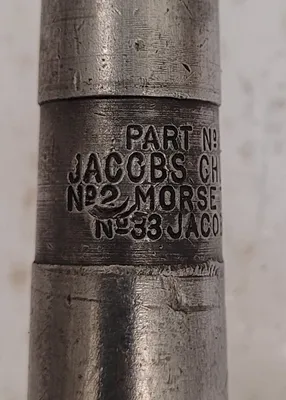 PART Nº
JACOBS CH
Nº2 MORSE
Nº33 JACO